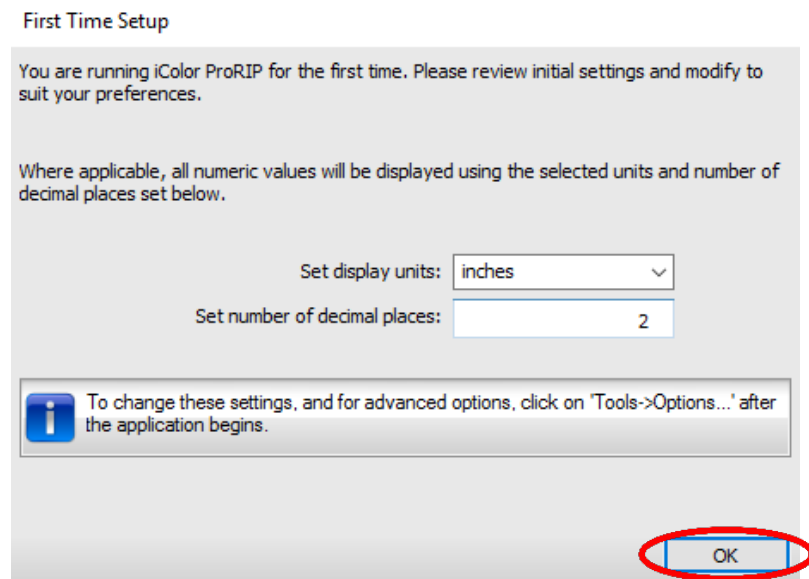 First Time Setup
You are running iColor ProRIP for the first time. Please review initial settings and modify to
suit your preferences.
Where applicable, all numeric values will be displayed using the selected units and number of
decimal places set below.
Set display units: inches
Set number of decimal places: 2
To change these settings, and for advanced options, click on 'Tools->Options...' after
the application begins.
OK